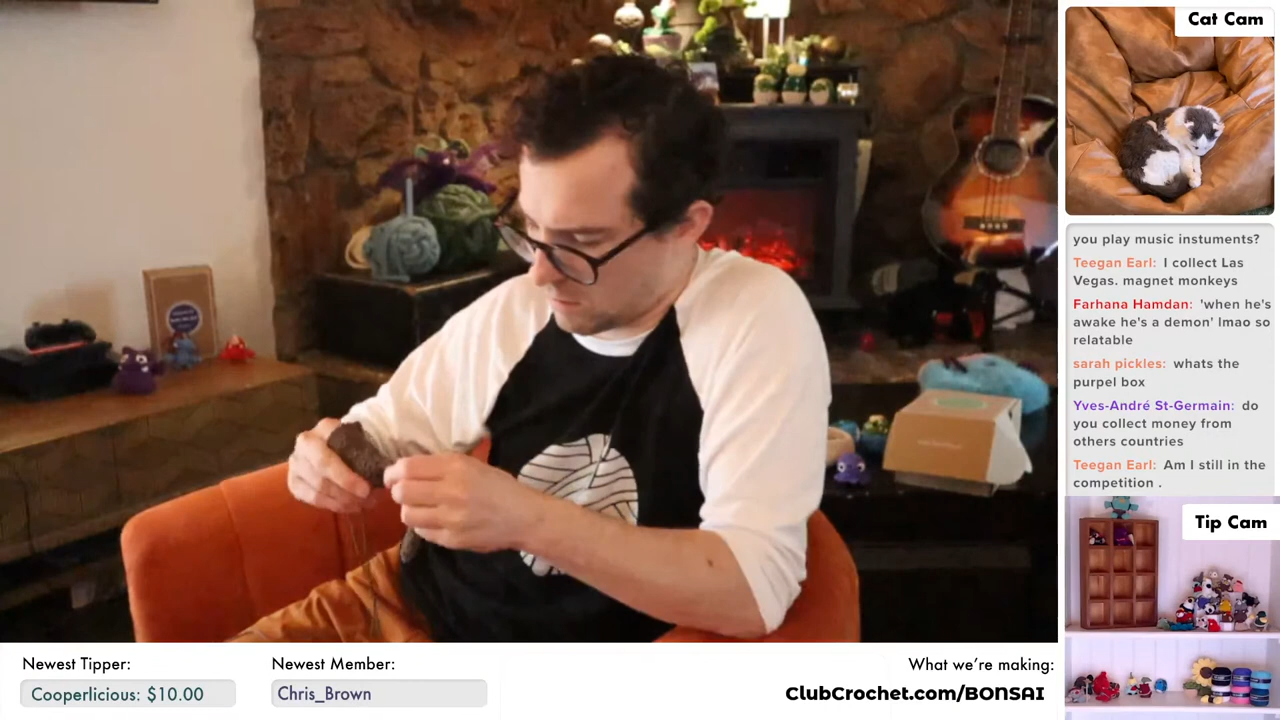 Cat Cam
you play music instuments?
Teegan Earl: I collect Las
Vegas. magnet monkeys
Farhana Hamdan: 'when he's
awake he's a demon' lmao so
relatable
sarah pickles: whats the
purpel box
Yves-André St-Germain: do
you collect money from
others countries
Teegan Earl: Am I still in the
competition .
Tip Cam
Newest Tipper:
Cooperlicious: $10.00
Newest Member:
Chris_Brown
What we're making:
ClubCrochet.com/BONSAI